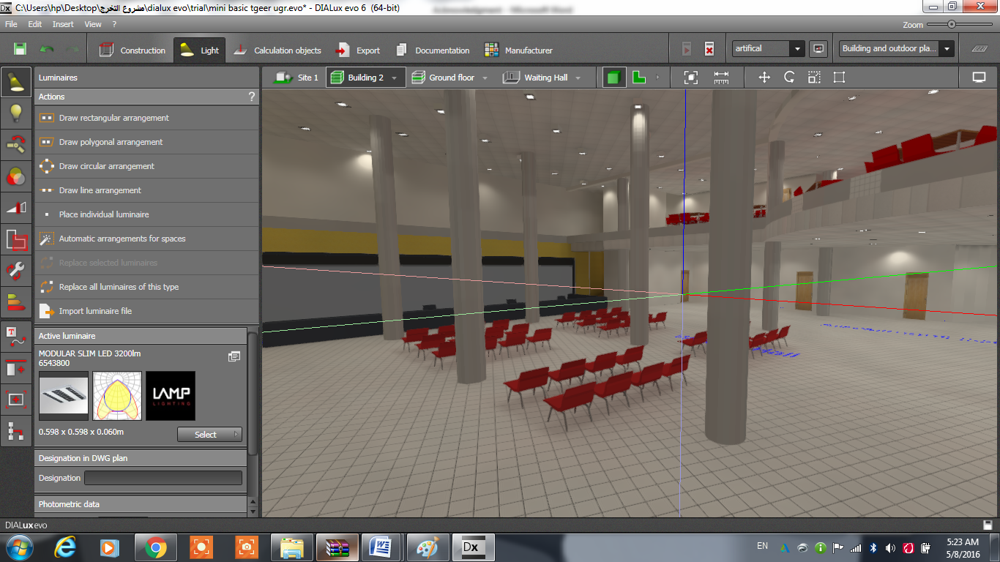 C:\Users\hp\Desktop\مشروع التخرج\dialux evo\trial\mini basic tgeer ugr.evo* - DIALux evo 6 (64-bit)
File Edit Insert View ?
Zoom
Construction Light Calculation objects Export Documentation Manufacturer
artifical
Building and outdoor pla...
Luminaires
Site 1 Building 2 Ground floor Waiting Hall
Actions ?
Draw rectangular arrangement
Draw polygonal arrangement
Draw circular arrangement
Draw line arrangement
Place individual luminaire
Automatic arrangements for spaces
Replace selected luminaires
Replace all luminaires of this type
Import luminaire file
Active luminaire
MODULAR SLIM LED 3200lm
6543800
LAMP
LIGHTING
0.598 x 0.598 x 0.060m
Select
Designation in DWG plan
Designation
Photometric data
DIALux evo
Dx
EN
5:23 AM
5/8/2016